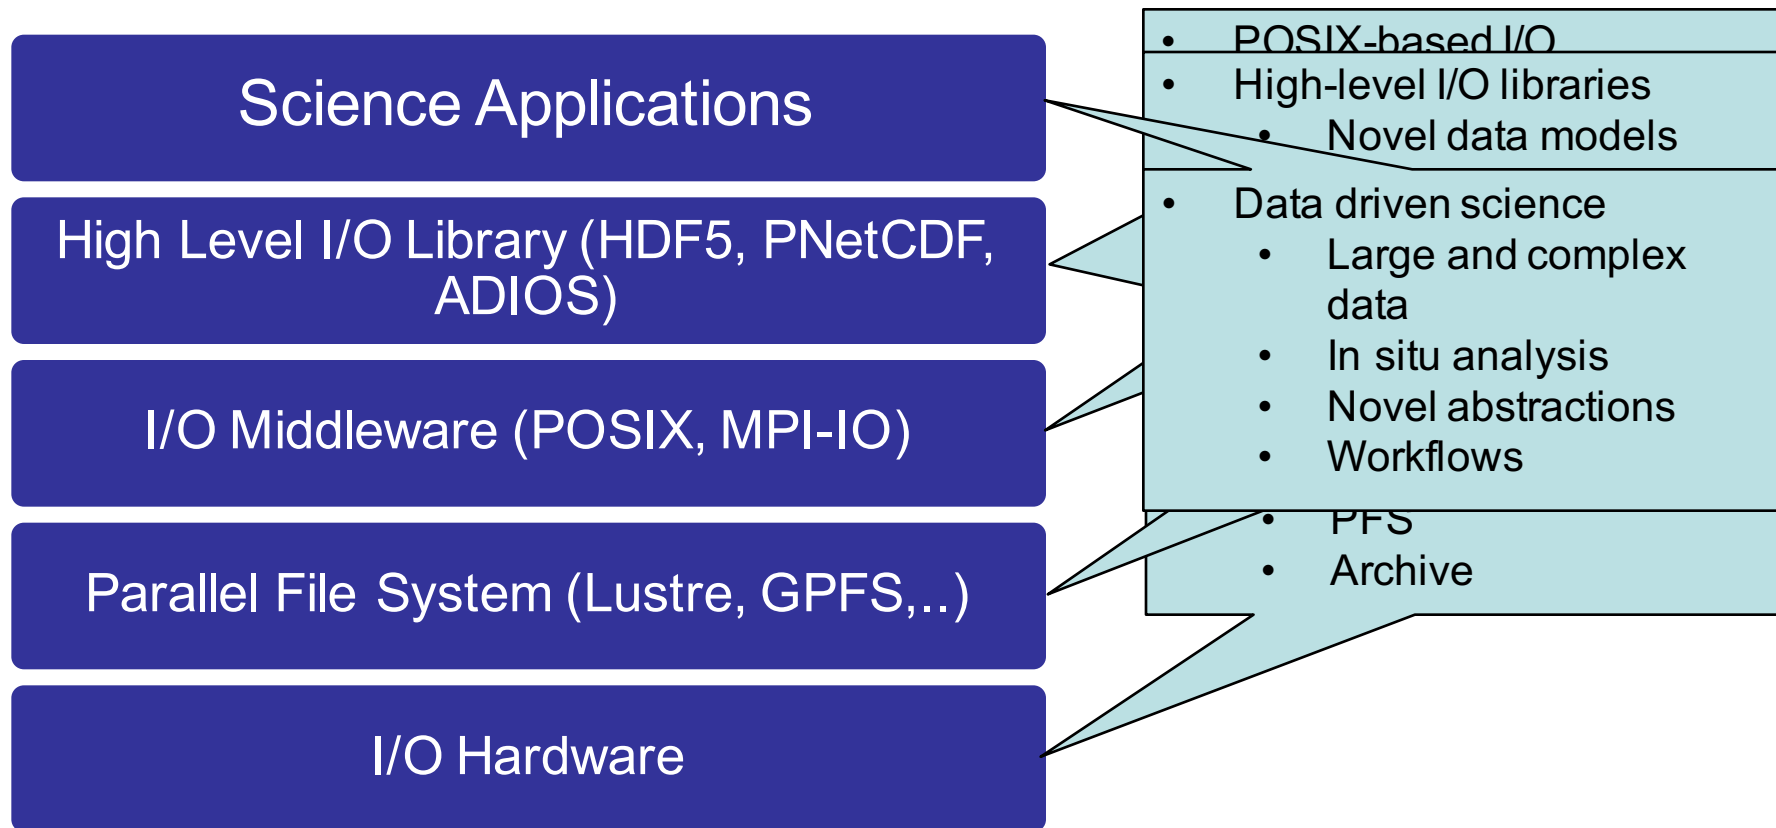 Science Applications
High Level I/O Library (HDF5, PNetCDF,
ADIOS)
I/O Middleware (POSIX, MPI-IO)
Parallel File System (Lustre, GPFS,..)
I/O Hardware
• POSIX-based I/O
• High-level I/O libraries
• Novel data models
• Data driven science
• Large and complex
data
• In situ analysis
• Novel abstractions
• Workflows
• PFS
• Archive